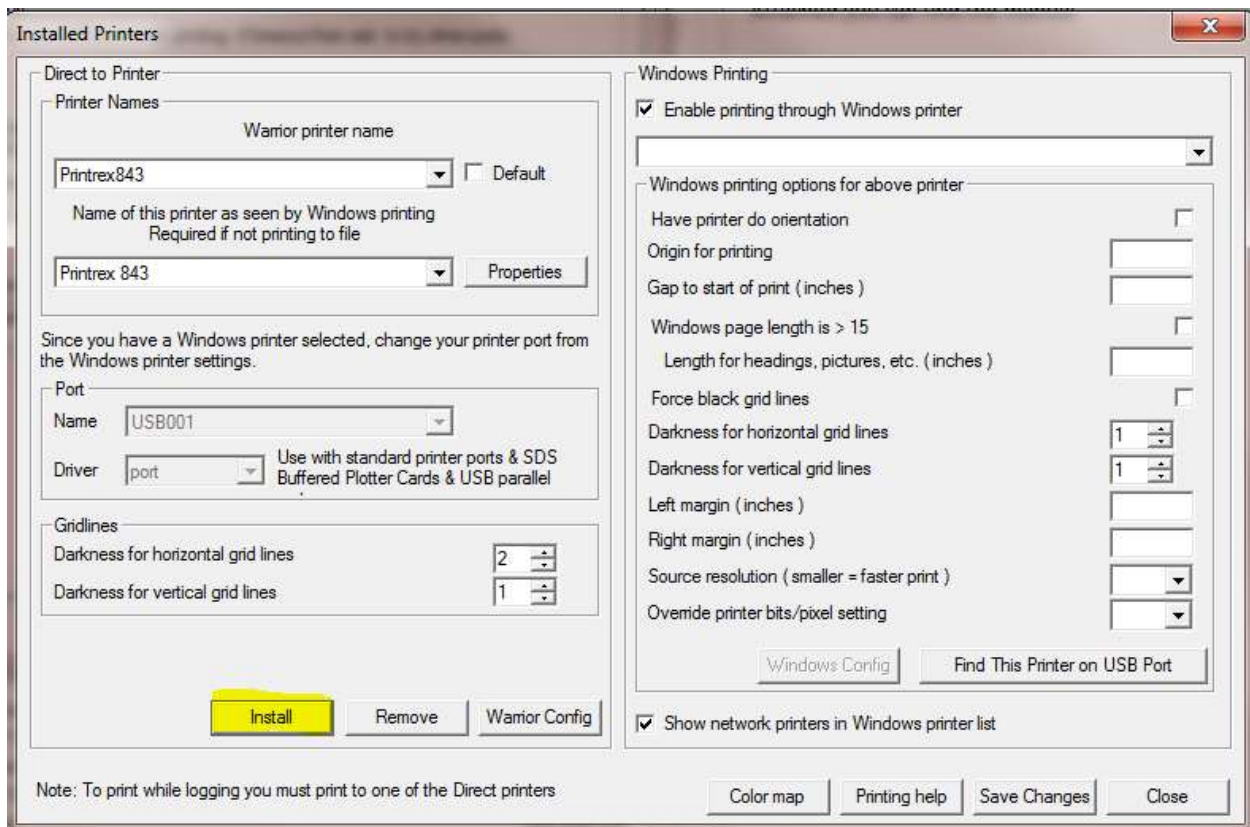 Installed Printers
Direct to Printer
Printer Names
Warrior printer name
Printrex843
Default
Name of this printer as seen by Windows printing
Required if not printing to file
Printrex 843
Properties
Since you have a Windows printer selected, change your printer port from
the Windows printer settings.
Port
Name
USB001
Driver
port
Use with standard printer ports & SDS
Buffered Plotter Cards & USB parallel
Gridlines
Darkness for horizontal grid lines
2
Darkness for vertical grid lines
1
Install
Remove
Warrior Config
Windows Printing
Enable printing through Windows printer
Windows printing options for above printer
Have printer do orientation
Origin for printing
Gap to start of print ( inches )
Windows page length is > 15
Length for headings, pictures, etc. ( inches )
Force black grid lines
Darkness for horizontal grid lines
1
Darkness for vertical grid lines
1
Left margin ( inches )
Right margin ( inches )
Source resolution ( smaller = faster print )
Override printer bits/pixel setting
Windows Config
Find This Printer on USB Port
Show network printers in Windows printer list
Note: To print while logging you must print to one of the Direct printers
Color map
Printing help
Save Changes
Close